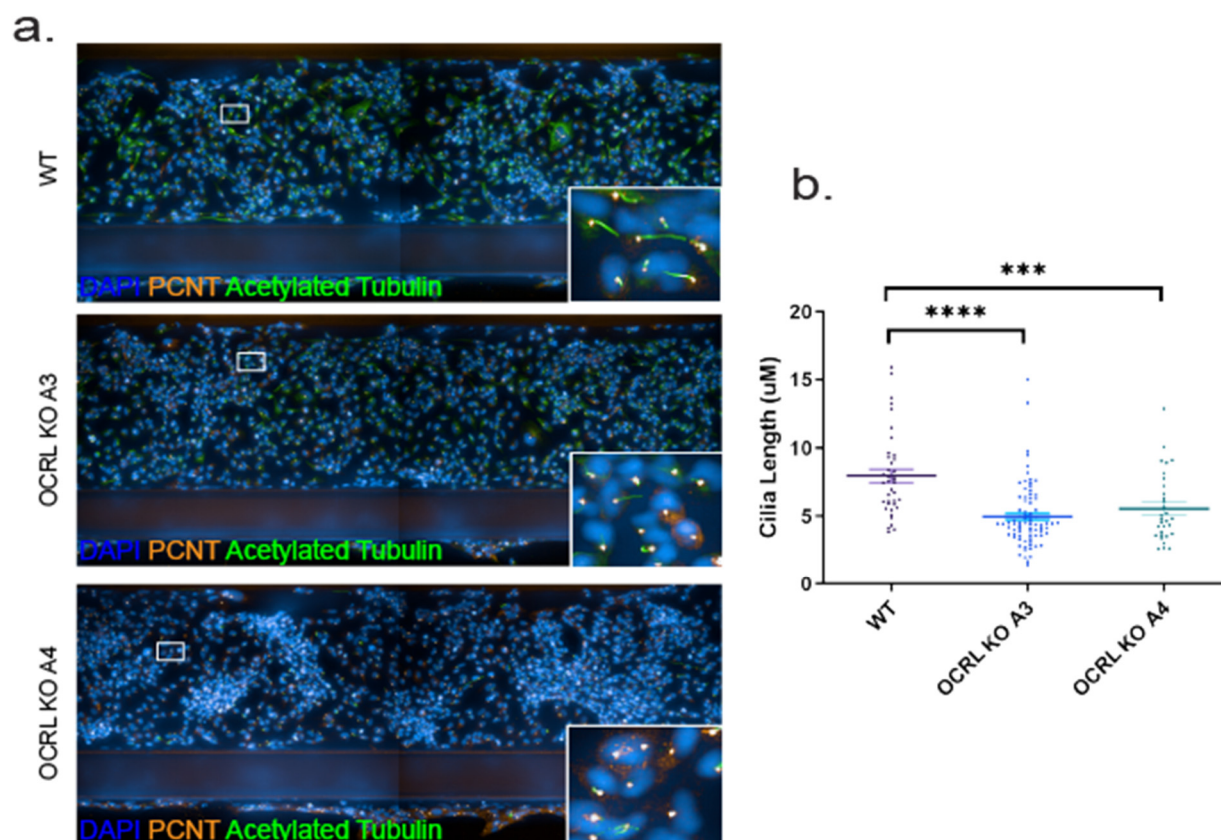 a.
WT
DAPI PCNT Acetylated Tubulin
OCRL KO A3
DAPI PCNT Acetylated Tubulin
OCRL KO A4
DAPI PCNT Acetylated Tubulin
b.
***
****
Cilia Length (uM)
20
15
10
5
0
WT
OCRL KO A3
OCRL KO A4